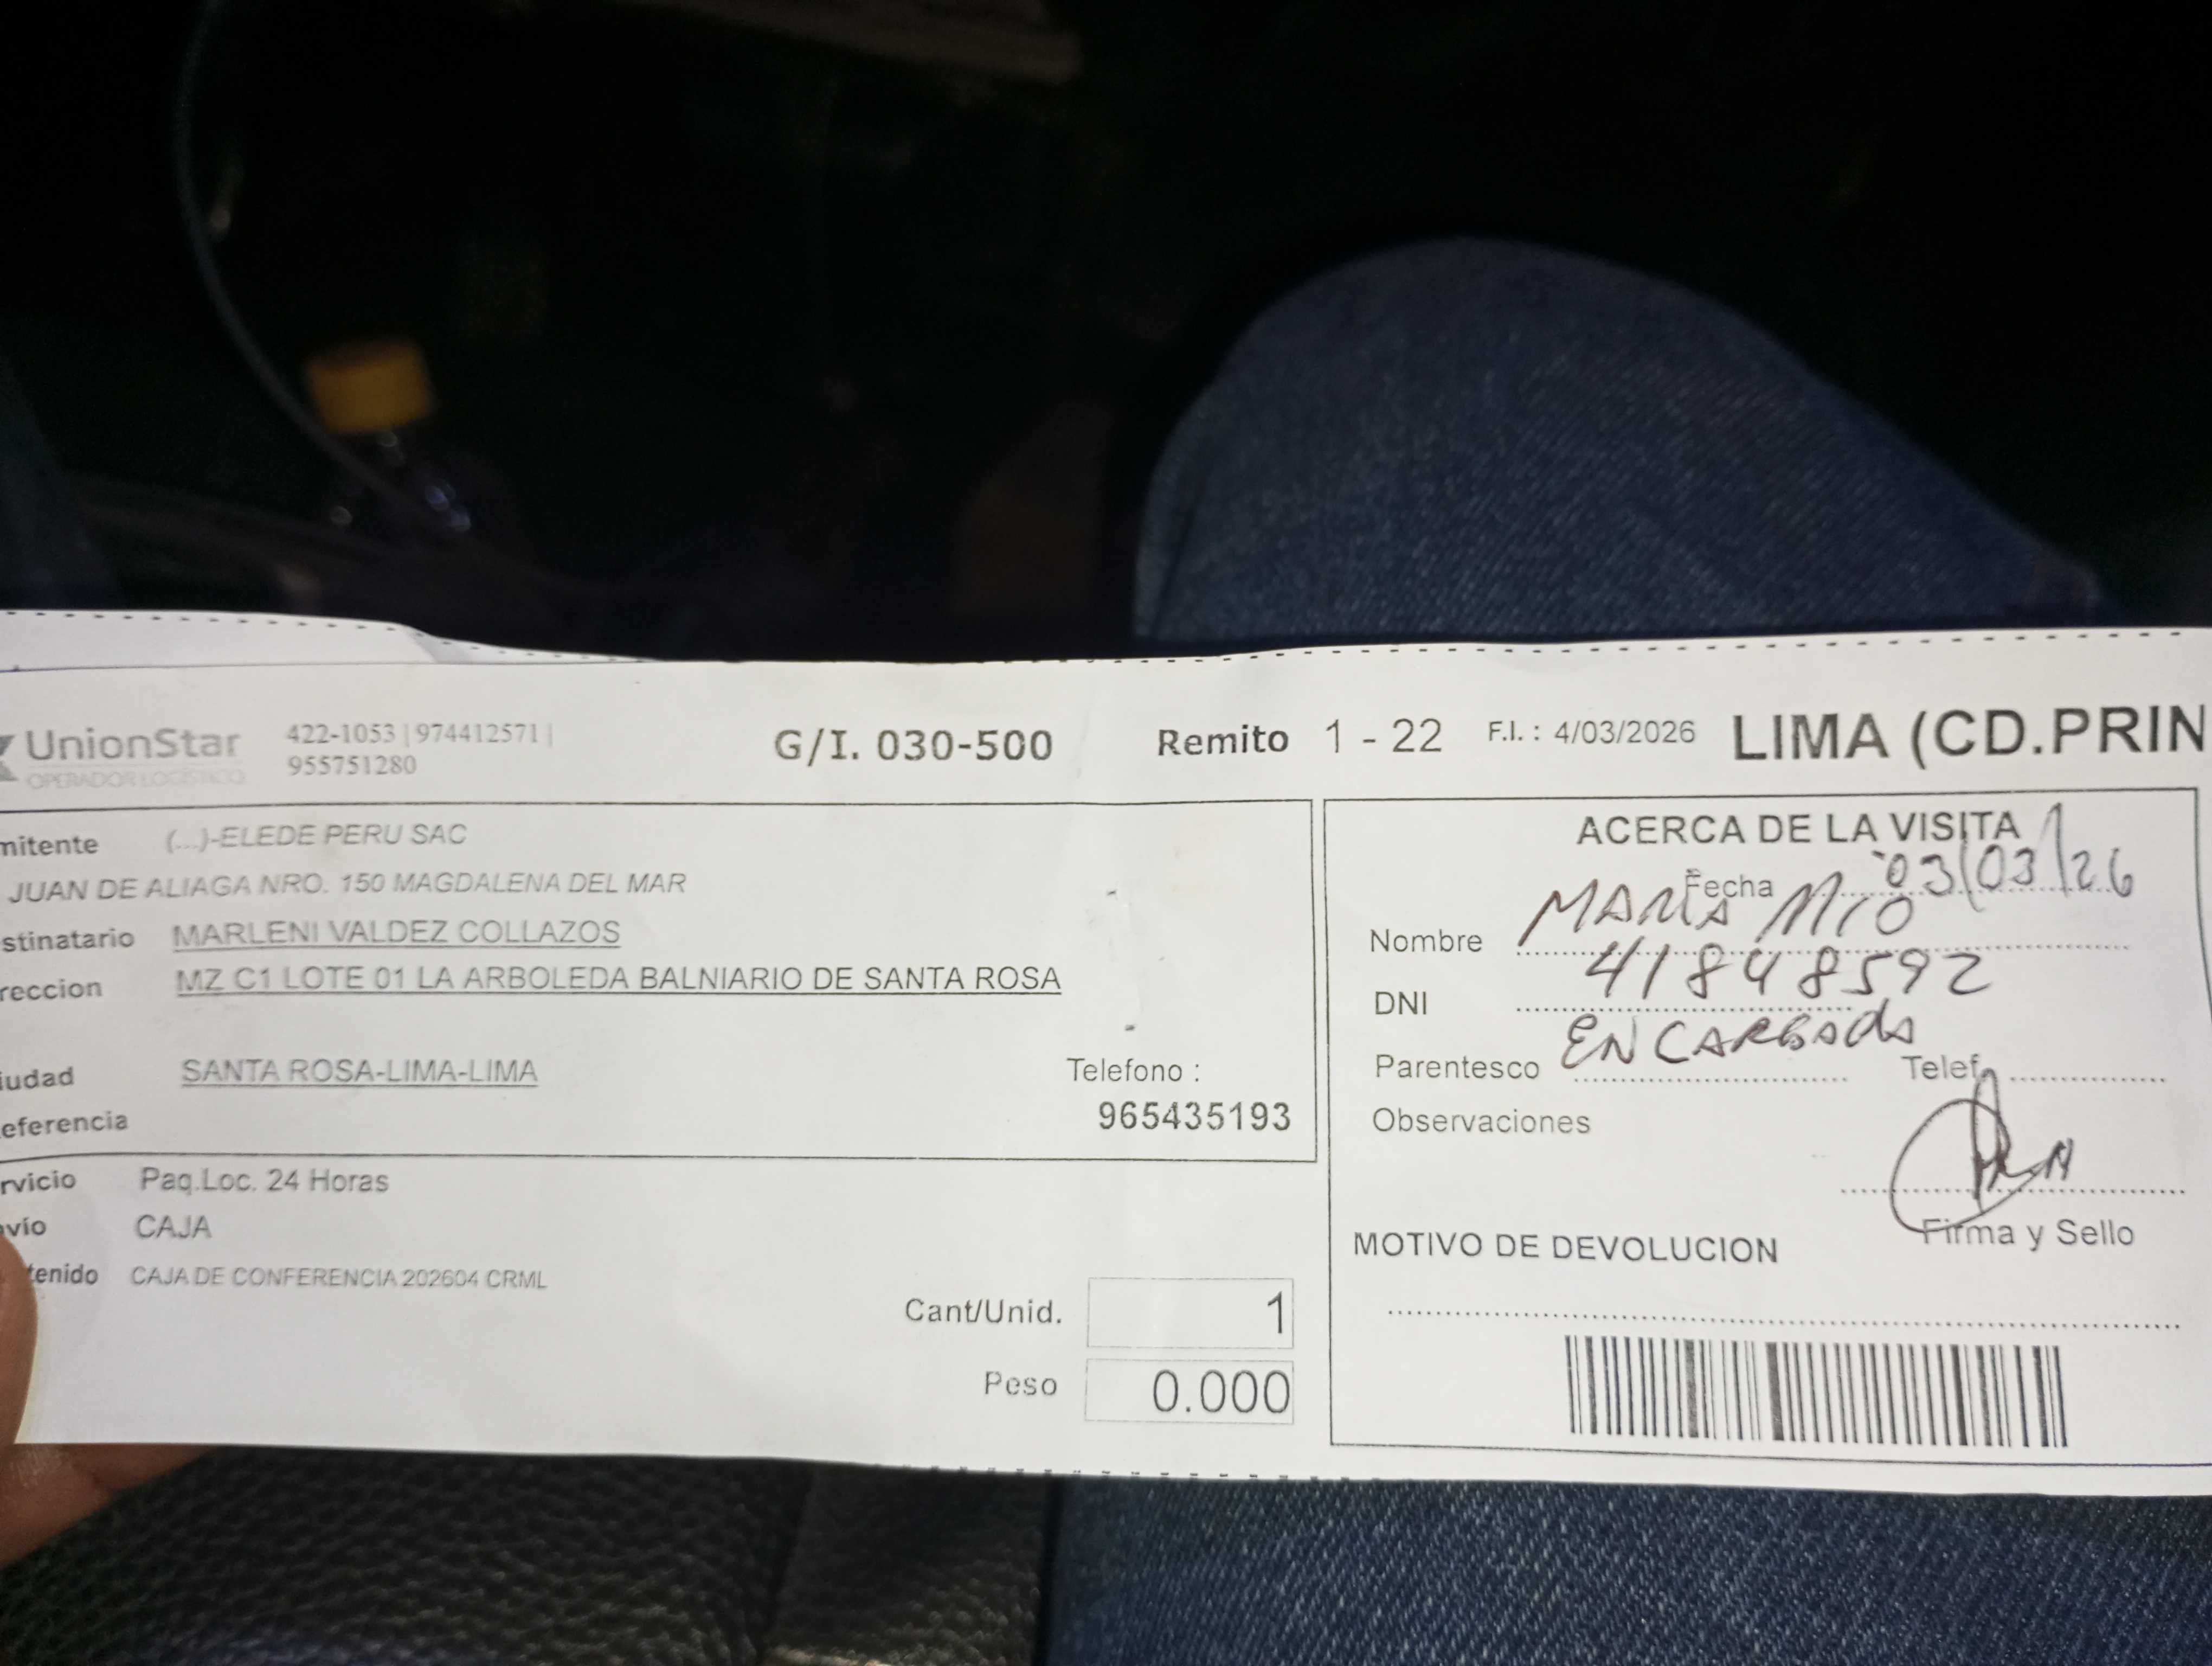 UnionStar
OPERADOR LOGÍSTICO
422-1053 | 974412571 |
955751280
G/I. 030-500
Remito 1 - 22
F.I. : 4/03/2026
LIMA (CD.PRIN
mitente (...)-ELEDE PERU SAC
JUAN DE ALIAGA NRO. 150 MAGDALENA DEL MAR
stinatario MARLENI VALDEZ COLLAZOS
reccion MZ C1 LOTE 01 LA ARBOLEDA BALNIARIO DE SANTA ROSA
iudad SANTA ROSA-LIMA-LIMA
Telefono :
965435193
eferencia
rvicio Paq.Loc. 24 Horas
vío CAJA
tenido CAJA DE CONFERENCIA 202604 CRML
Cant/Unid. 1
Peso 0.000
ACERCA DE LA VISITA
Fecha 03/03/26
Nombre MARIA MIO
DNI 41848592
Parentesco ENCARGADA Telef.
Observaciones
Firma y Sello
MOTIVO DE DEVOLUCION